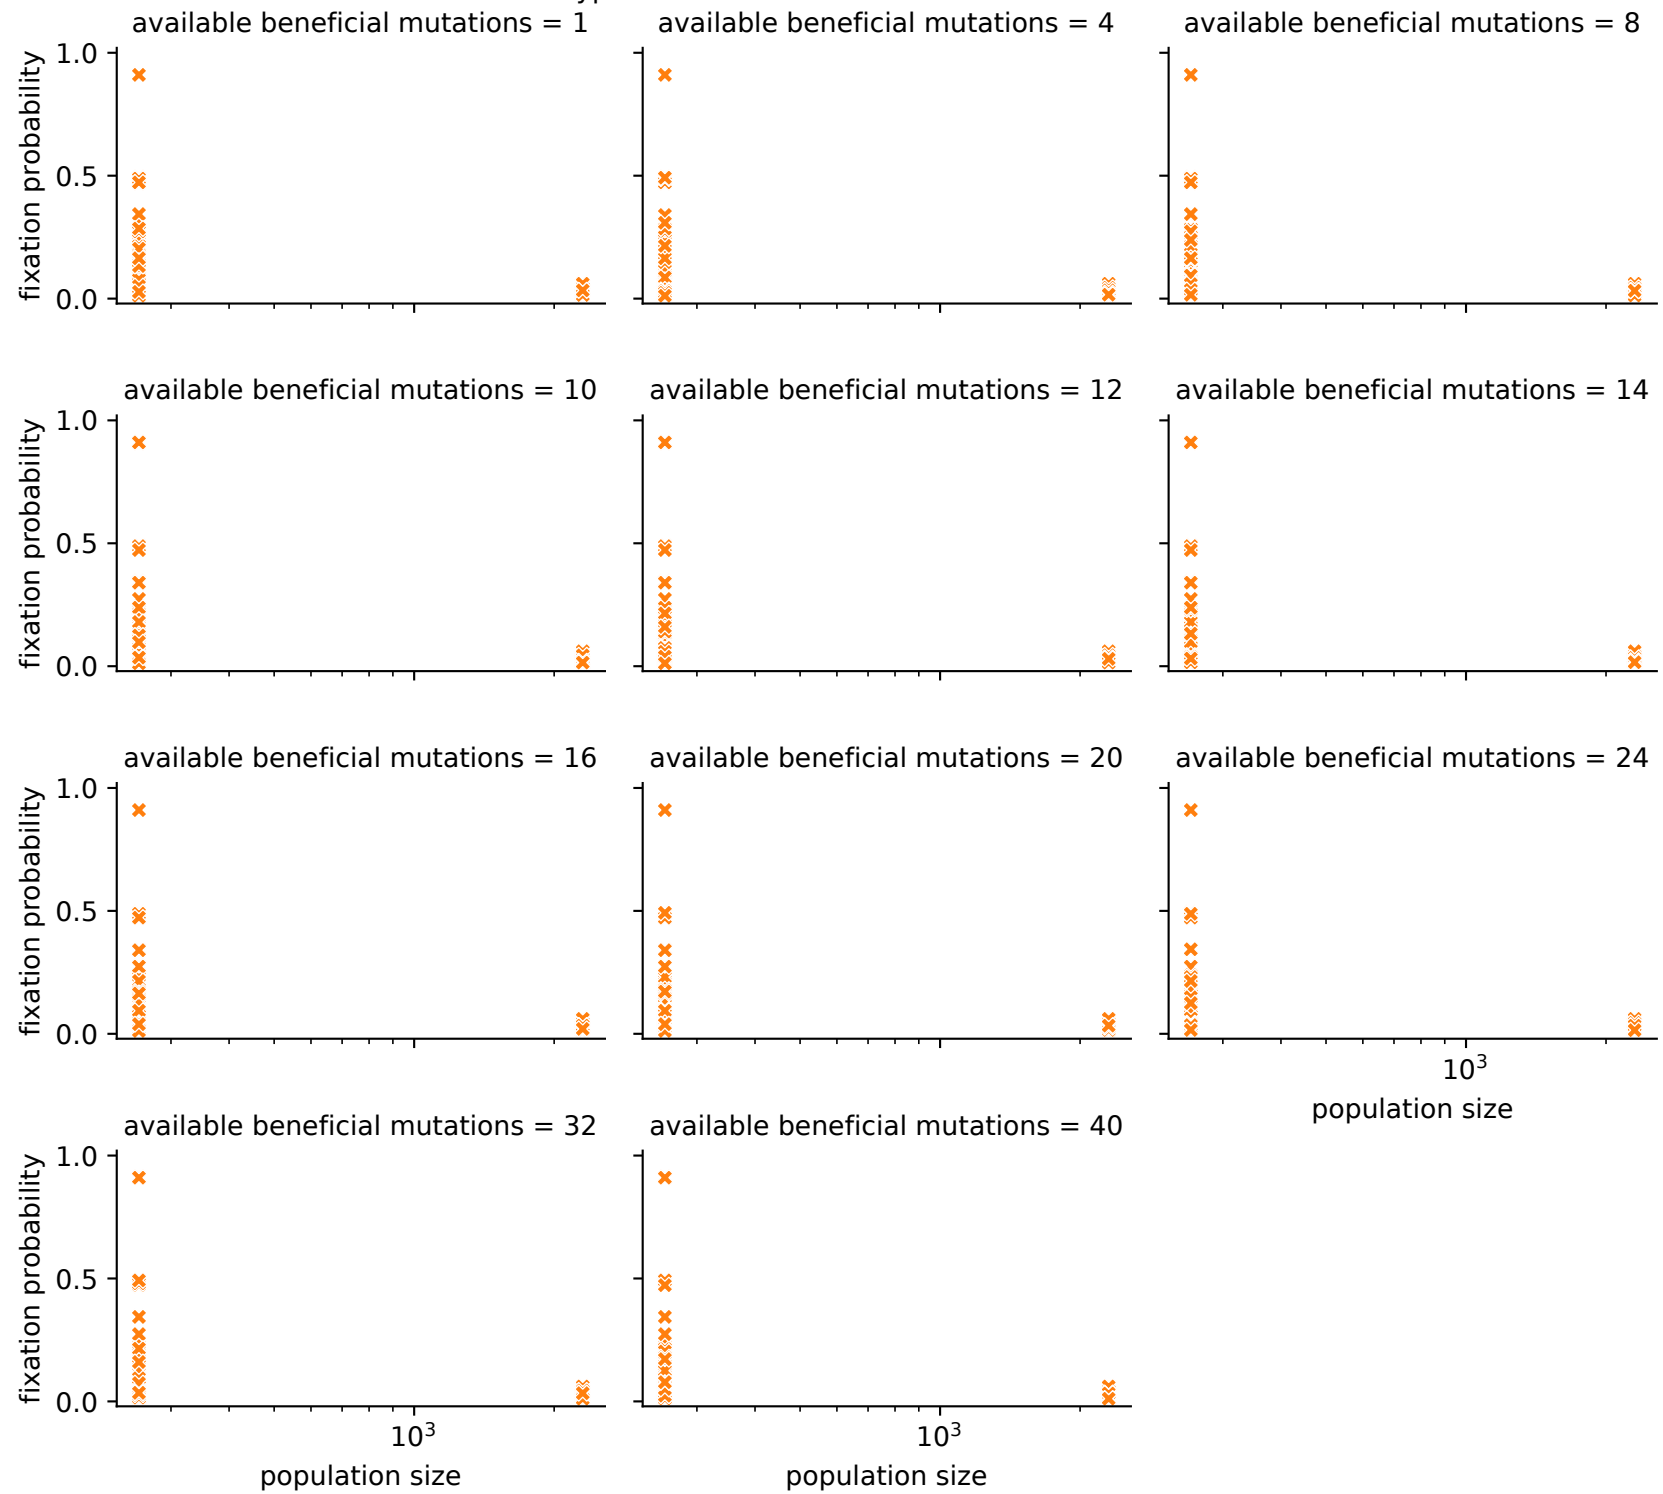 available beneficial mutations = 1
available beneficial mutations = 4
available beneficial mutations = 8
1.0
0.5
0.0
fixation probability
available beneficial mutations = 10
available beneficial mutations = 12
available beneficial mutations = 14
1.0
0.5
0.0
fixation probability
available beneficial mutations = 16
available beneficial mutations = 20
available beneficial mutations = 24
1.0
0.5
0.0
fixation probability
10³
population size
available beneficial mutations = 32
available beneficial mutations = 40
1.0
0.5
0.0
fixation probability
10³
10³
population size
population size